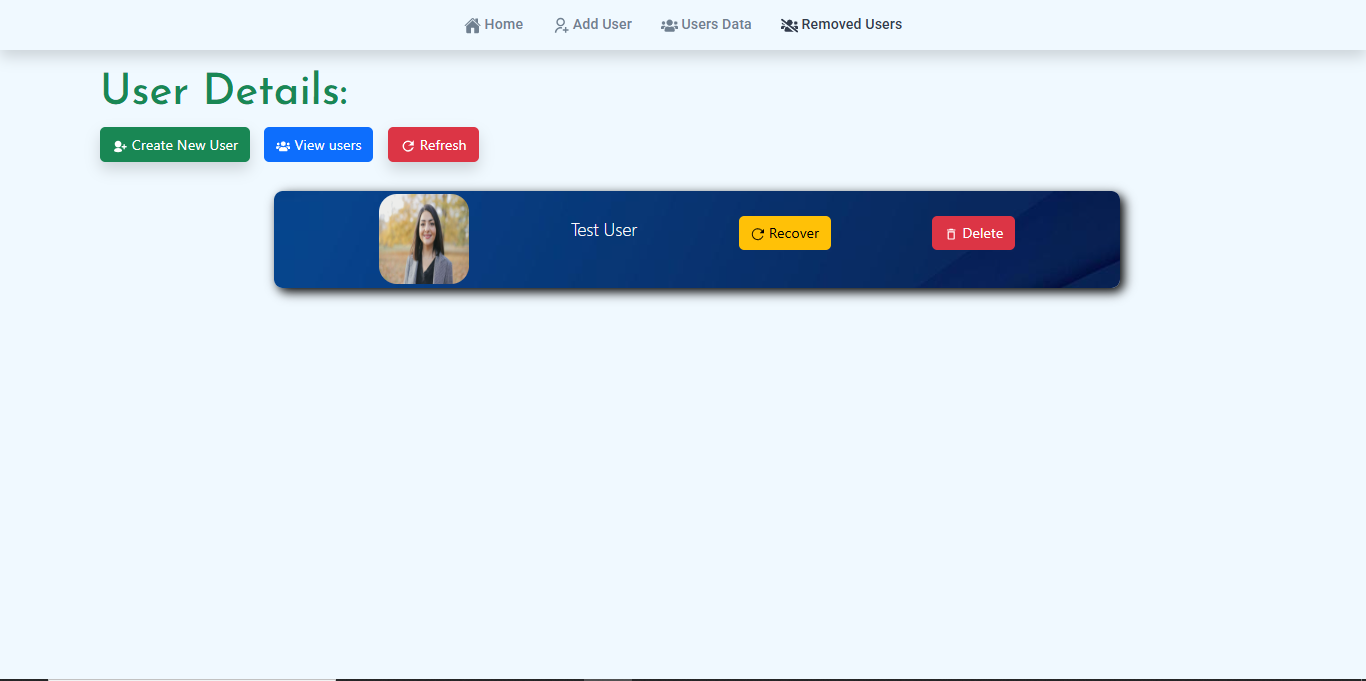 Home Add User Users Data Removed Users
User Details:
Create New User View users Refresh
Test User Recover Delete